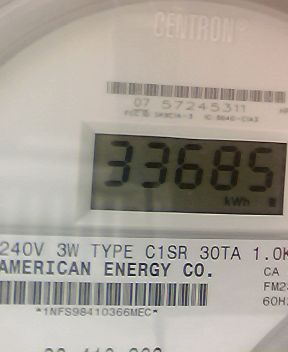 CENTRON®
07 57245311
33685
kWh
240V 3W TYPE C1SR 30TA 1.0K
AMERICAN ENERGY CO.
CA
FM2
60H
*1NFS98410366MEC*